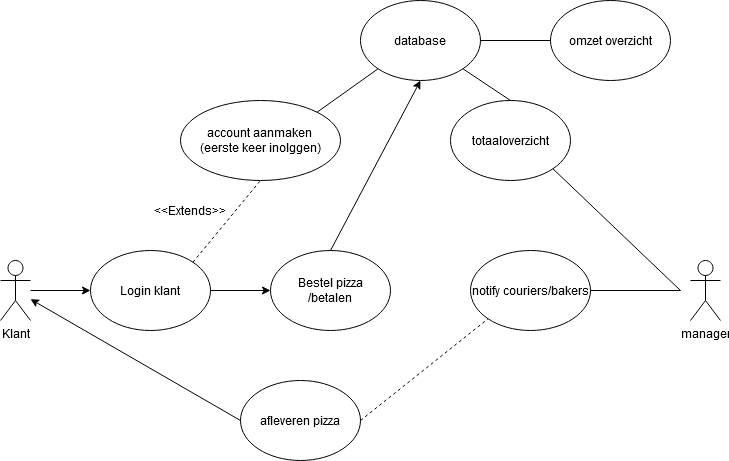 database
omzet overzicht
account aanmaken
(eerste keer inolggen)
totaaloverzicht
<<Extends>>
Login klant
Bestel pizza
/betalen
notify couriers/bakers
Klant
manager
afleveren pizza